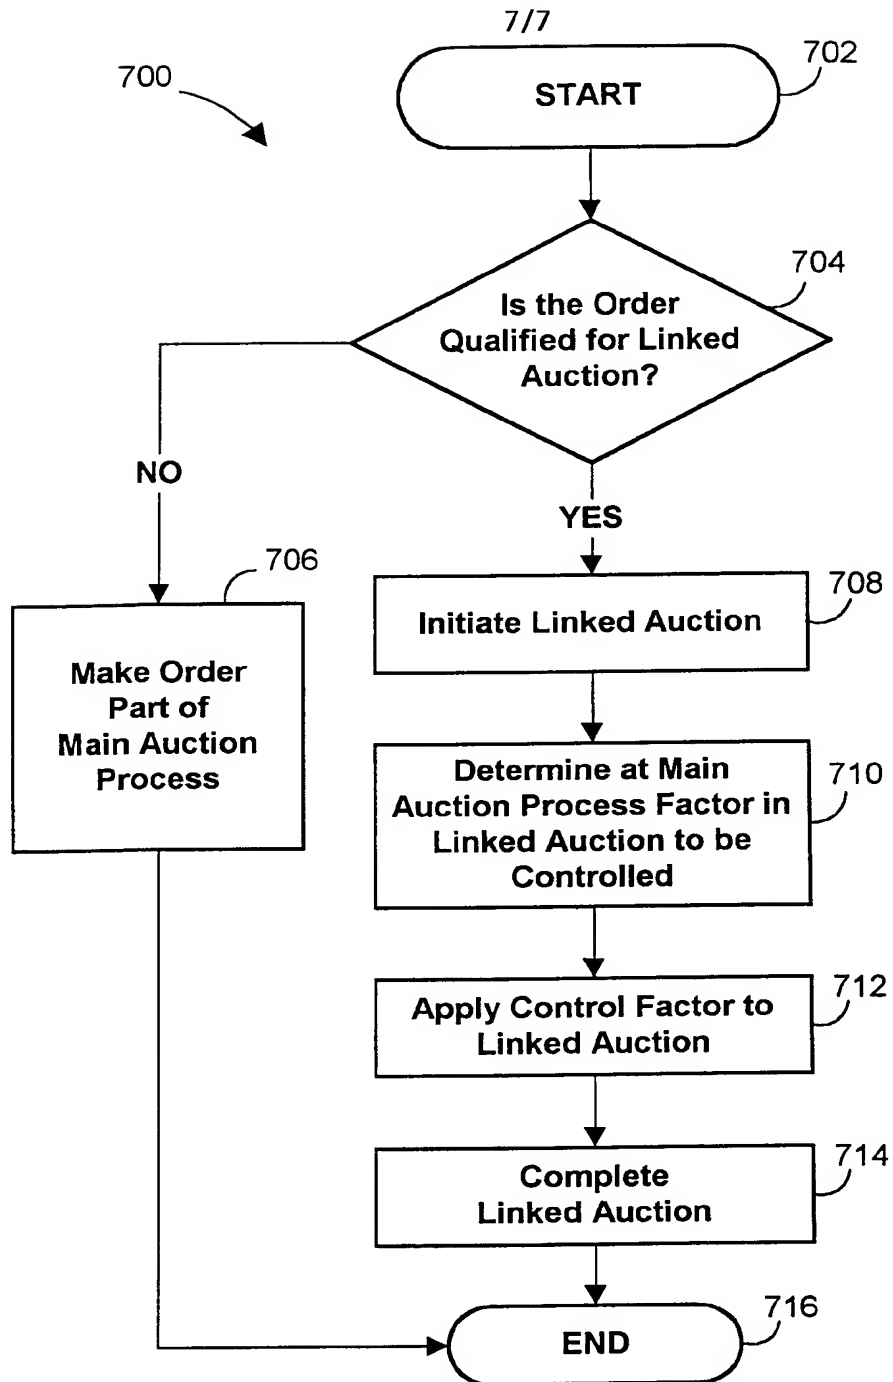 7/7
700
702
START
704
Is the Order
Qualified for Linked
Auction?
NO
YES
706
Make Order
Part of
Main Auction
Process
708
Initiate Linked Auction
710
Determine at Main
Auction Process Factor in
Linked Auction to be
Controlled
712
Apply Control Factor to
Linked Auction
714
Complete
Linked Auction
716
END